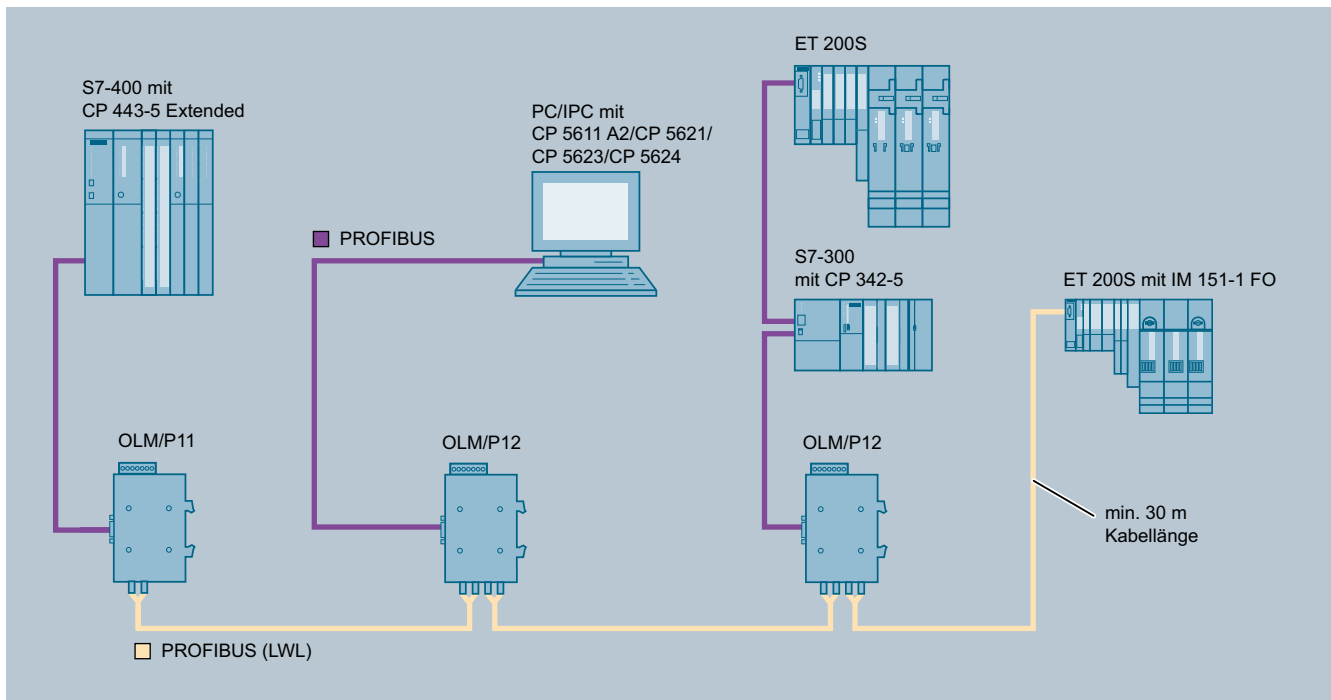 ET 200S
S7-400 mit
CP 443-5 Extended
PC/IPC mit
CP 5611 A2/CP 5621/
CP 5623/CP 5624
PROFIBUS
S7-300
mit CP 342-5
ET 200S mit IM 151-1 FO
OLM/P11
OLM/P12
OLM/P12
min. 30 m
Kabellänge
PROFIBUS (LWL)